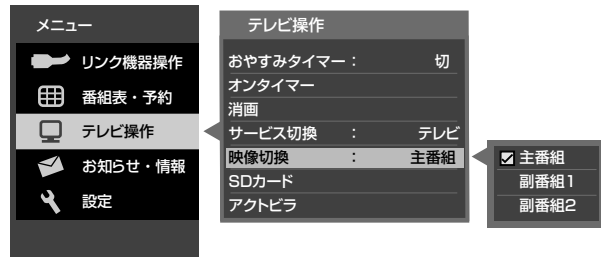 メニュー
リンク機器操作
番組表・予約
テレビ操作
お知らせ・情報
設定
テレビ操作
おやすみタイマー： 切
オンタイマー
消画
サービス切換 ： テレビ
映像切換 ： 主番組
SDカード
アクトビラ
主番組
副番組1
副番組2